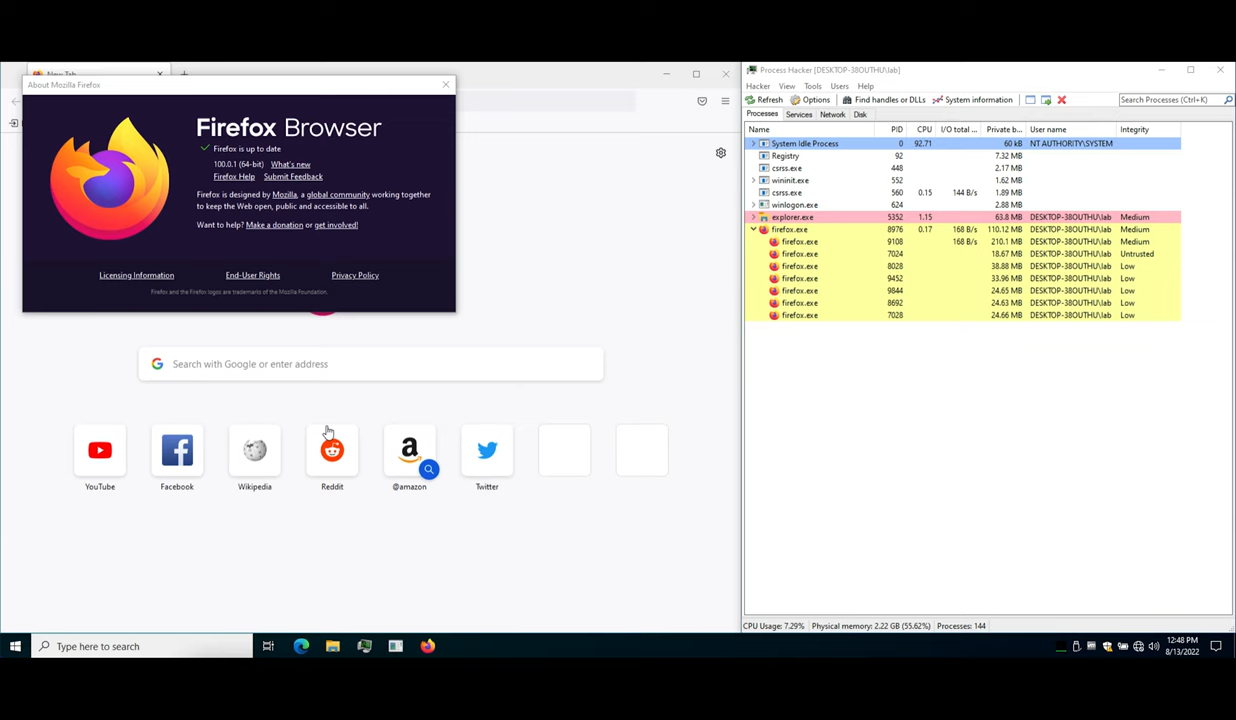 New Tab
About Mozilla Firefox
Firefox Browser
Firefox is up to date
100.0.1 (64-bit) What's new
Firefox Help Submit Feedback
Firefox is designed by Mozilla, a global community working together
to keep the Web open, public and accessible to all.
Want to help? Make a donation or get involved!
Licensing Information End-User Rights Privacy Policy
Firefox and the Firefox logos are trademarks of the Mozilla Foundation.
Search with Google or enter address
YouTube Facebook Wikipedia Reddit @amazon Twitter
Process Hacker [DESKTOP-38OUTHU\lab]
Hacker View Tools Users Help
Refresh Options Find handles or DLLs System information Search Processes (Ctrl+K)
Processes Services Network Disk
Name PID CPU I/O total ... Private b... User name Integrity
System Idle Process 0 92.71 60 kB NT AUTHORITY\SYSTEM
Registry 92 7.32 MB
csrss.exe 448 2.17 MB
wininit.exe 552 1.62 MB
csrss.exe 560 0.15 144 B/s 1.89 MB
winlogon.exe 624 2.88 MB
explorer.exe 5352 1.15 63.8 MB DESKTOP-38OUTHU\lab Medium
firefox.exe 8976 0.17 168 B/s 110.12 MB DESKTOP-38OUTHU\lab Medium
firefox.exe 9108 168 B/s 210.1 MB DESKTOP-38OUTHU\lab Medium
firefox.exe 7024 18.67 MB DESKTOP-38OUTHU\lab Untrusted
firefox.exe 8028 38.88 MB DESKTOP-38OUTHU\lab Low
firefox.exe 9452 33.96 MB DESKTOP-38OUTHU\lab Low
firefox.exe 9844 24.65 MB DESKTOP-38OUTHU\lab Low
firefox.exe 8692 24.63 MB DESKTOP-38OUTHU\lab Low
firefox.exe 7028 24.66 MB DESKTOP-38OUTHU\lab Low
CPU Usage: 7.29% Physical memory: 2.22 GB (55.62%) Processes: 144
Type here to search
12:48 PM
8/13/2022